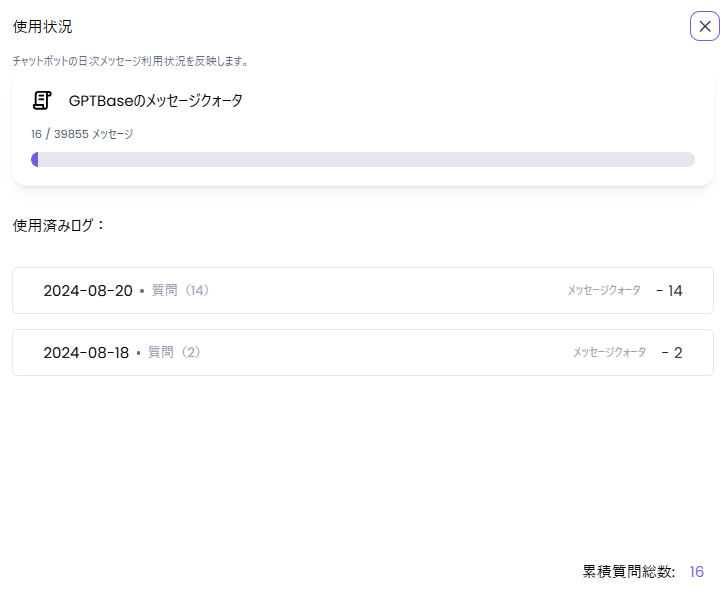 使用状況
チャットボットの日次メッセージ利用状況を反映します。
GPTBaseのメッセージクォータ
16 / 39855 メッセージ
使用済みログ：
2024-08-20 • 質問（14） メッセージクォータ - 14
2024-08-18 • 質問（2） メッセージクォータ - 2
累積質問総数: 16